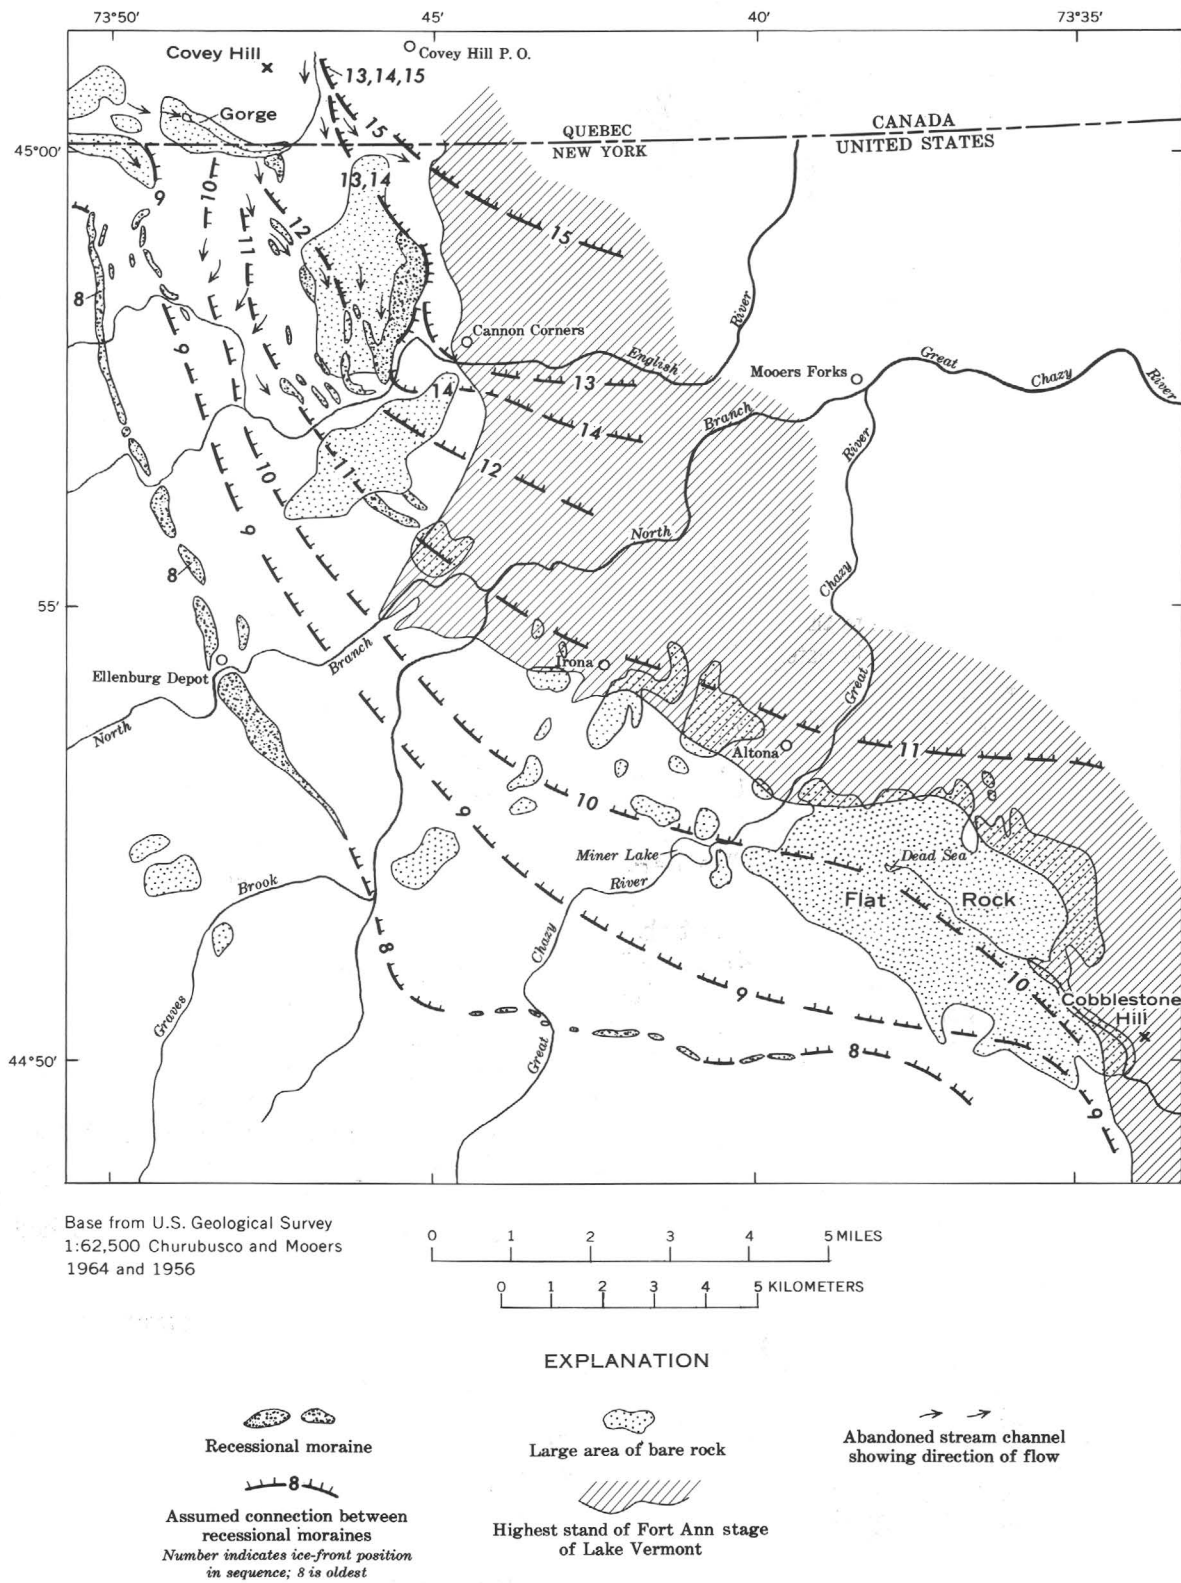 73°50′ 45′ 40′ 73°35′
Covey Hill
Covey Hill P. O.
13,14,15
Gorge
15
QUEBEC
NEW YORK
CANADA
UNITED STATES
45°00′
9
10
13,14
12
11
15
8
Cannon Corners
River
English
13
Mooers Forks
Great
Chazy
River
9
14
Branch
River
14
12
10
11
9
North
8
Chazy
55′
Branch
Irona
Ellenburg Depot
Great
North
Altona
11
10
9
Miner Lake
Dead Sea
River
Brook
Flat Rock
Chazy
8
10
9
Cobblestone
Hill
Graves
44°50′
Great
8
9
Base from U.S. Geological Survey
1:62,500 Churubusco and Mooers
1964 and 1956
0 1 2 3 4 5 MILES
0 1 2 3 4 5 KILOMETERS
EXPLANATION
Recessional moraine
8
Assumed connection between
recessional moraines
Number indicates ice-front position
in sequence; 8 is oldest
Large area of bare rock
Highest stand of Fort Ann stage
of Lake Vermont
Abandoned stream channel
showing direction of flow